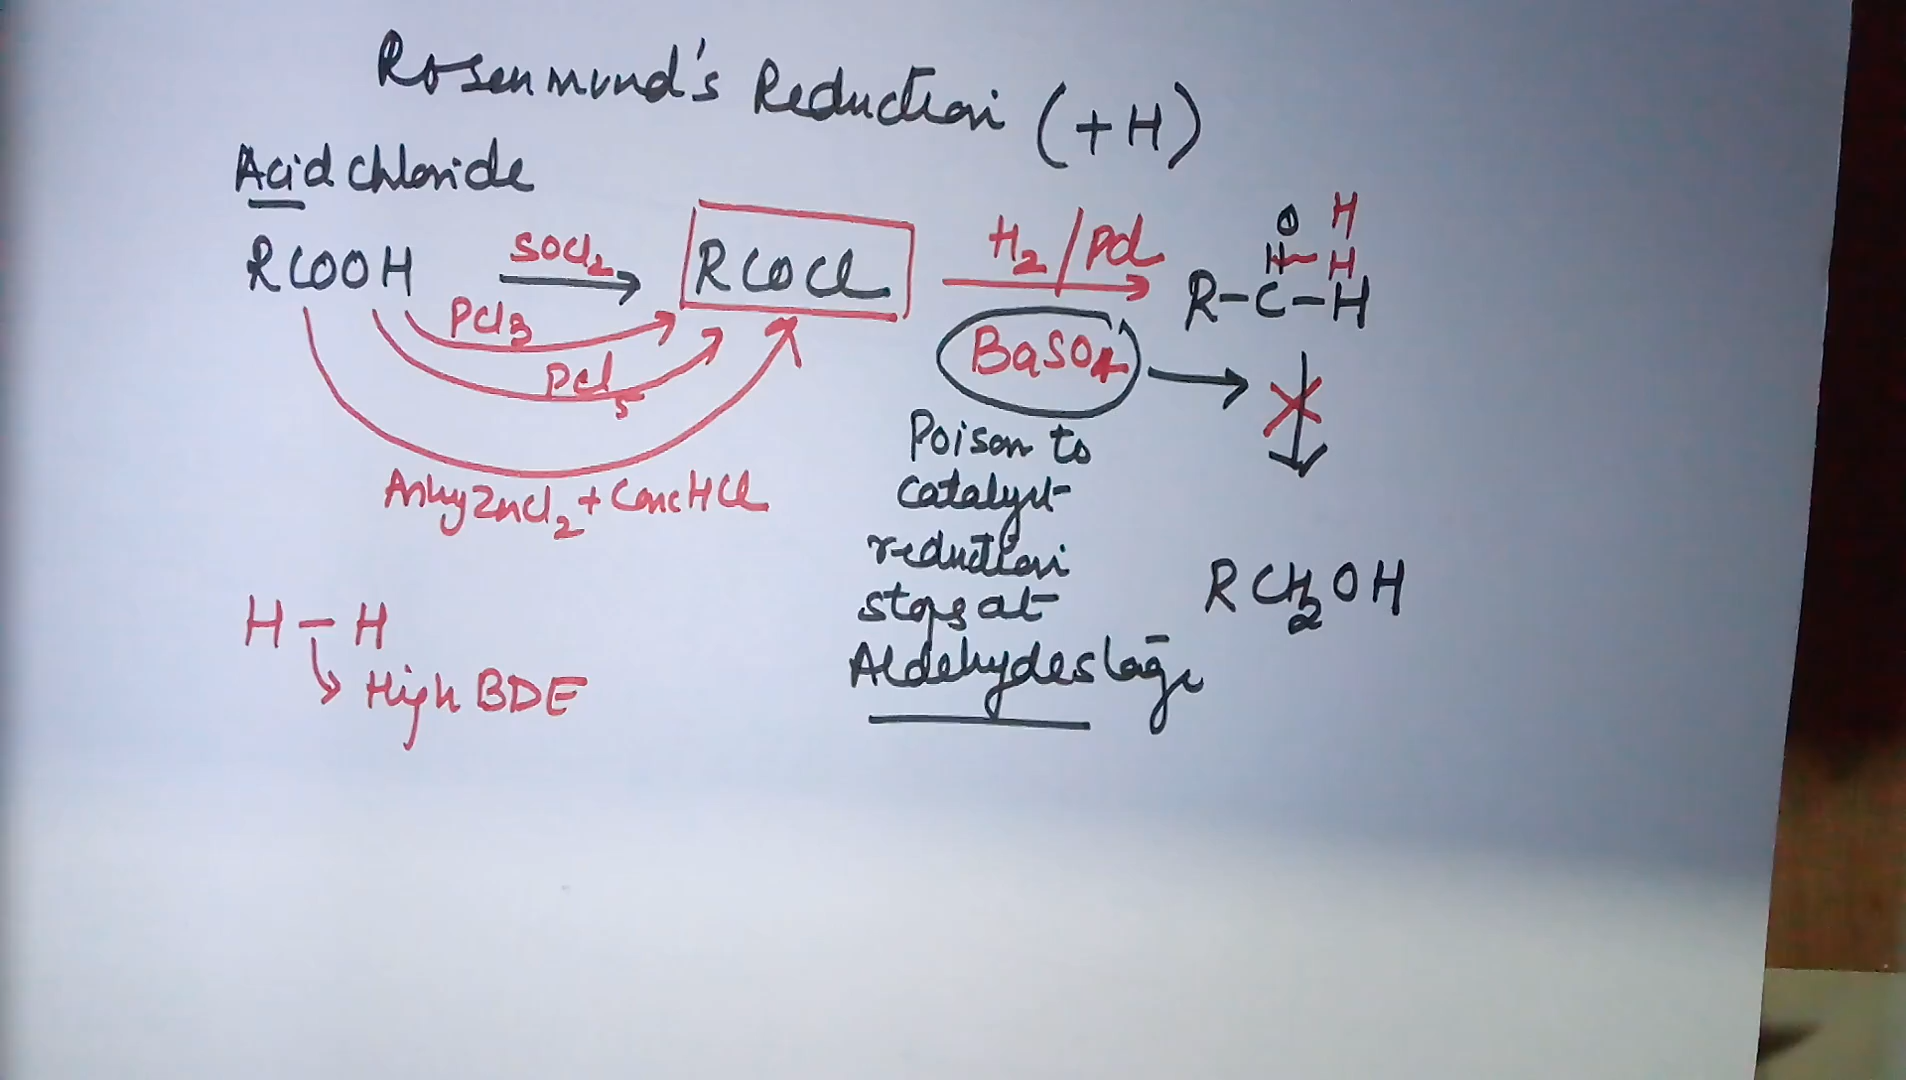 Rosenmund's Reduction (+H)
Acid chloride
RCOOH SOCl2 RCOCl H2/Pd
O H
H
R-C-H
PCl3
PCl5
BaSO4
Anhy ZnCl2 + Conc HCl
Poison to
catalyst
reduction
stops at
Aldehyde stage
RCH2OH
H-H
High BDE